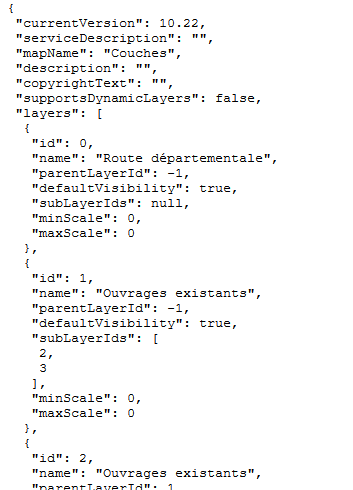 {
"currentVersion": 10.22,
"serviceDescription": "",
"mapName": "Couches",
"description": "",
"copyrightText": "",
"supportsDynamicLayers": false,
"layers": [
{
"id": 0,
"name": "Route départementale",
"parentLayerId": -1,
"defaultVisibility": true,
"subLayerIds": null,
"minScale": 0,
"maxScale": 0
},
{
"id": 1,
"name": "Ouvrages existants",
"parentLayerId": -1,
"defaultVisibility": true,
"subLayerIds": [
2,
3
],
"minScale": 0,
"maxScale": 0
},
{
"id": 2,
"name": "Ouvrages existants",
"parentLayerId": 1